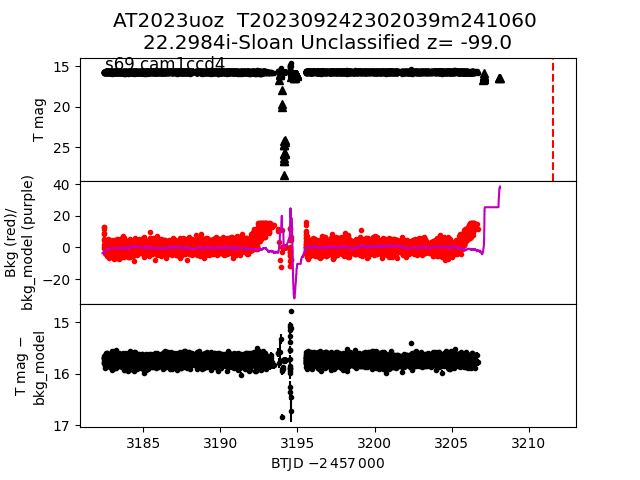 AT2023uoz  T202309242302039m241060
22.2984i-Sloan Unclassified z= -99.0
s69 cam1ccd4
T mag
15
20
25
Bkg (red)/
bkg_model (purple)
40
20
0
−20
T mag −
bkg_model
15
16
17
3185
3190
3195
3200
3205
3210
BTJD −2 457 000